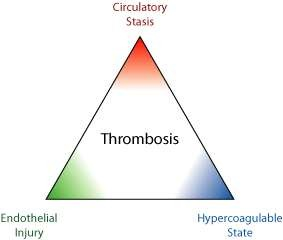 Circulatory
Stasis
Thrombosis
Endothelial
Injury
Hypercoagulable
State